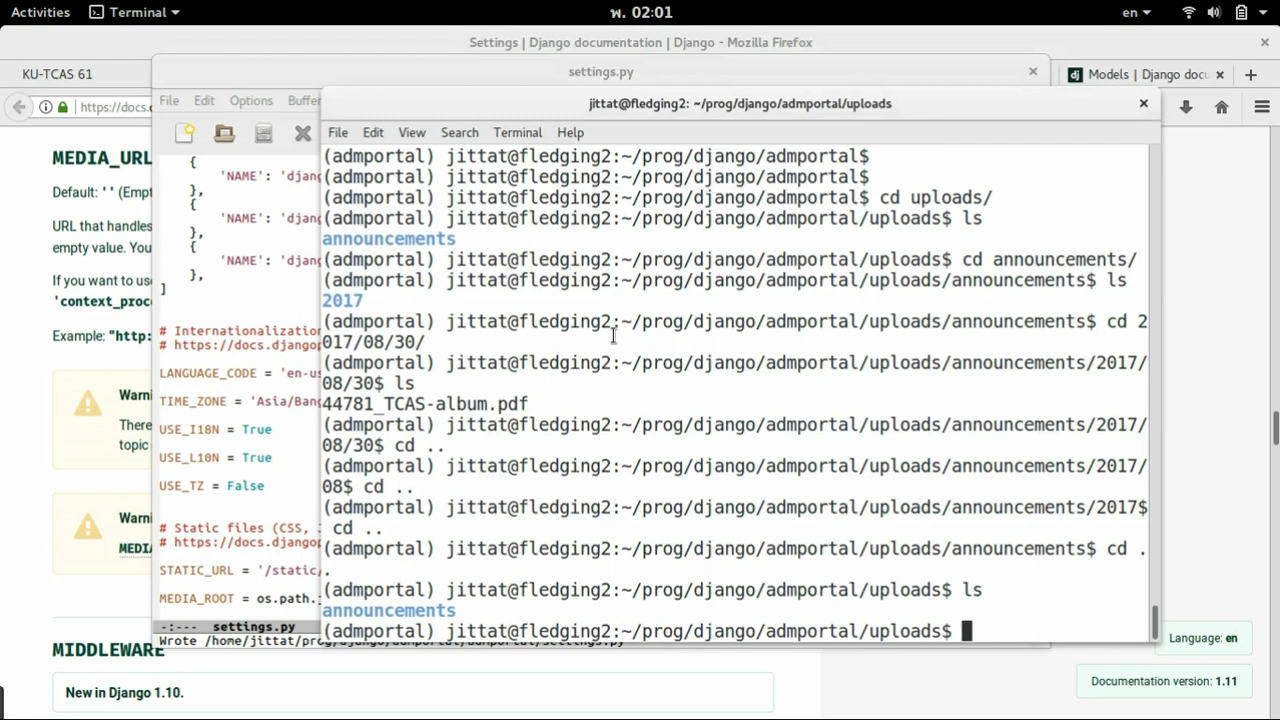 Activities Terminal พ. 02:01 en
Settings | Django documentation | Django - Mozilla Firefox
KU-TCAS 61 settings.py Models | Django docu
https://docs.d
File Edit Options Buffer
jittat@fledging2: ~/prog/django/admportal/uploads
File Edit View Search Terminal Help
MEDIA_URL
Default: '' (Empt
URL that handles
empty value. You
If you want to use
'context_proc
Example: "http:
Warni
There
topic
Warni
MEDIA
MIDDLEWARE
New in Django 1.10.
{
'NAME': 'djang
},
{
'NAME': 'djang
},
{
'NAME': 'djang
},
]
# Internationalization
# https://docs.djangop
LANGUAGE_CODE = 'en-us
TIME_ZONE = 'Asia/Bang
USE_I18N = True
USE_L10N = True
USE_TZ = False
# Static files (CSS,
# https://docs.djangop
STATIC_URL = '/static/
MEDIA_ROOT = os.path.j
-:--- settings.py
Wrote /home/jittat/prog/django/admportal/admportal/settings.py
(admportal) jittat@fledging2:~/prog/django/admportal$
(admportal) jittat@fledging2:~/prog/django/admportal$
(admportal) jittat@fledging2:~/prog/django/admportal$ cd uploads/
(admportal) jittat@fledging2:~/prog/django/admportal/uploads$ ls
announcements
(admportal) jittat@fledging2:~/prog/django/admportal/uploads$ cd announcements/
(admportal) jittat@fledging2:~/prog/django/admportal/uploads/announcements$ ls
2017
(admportal) jittat@fledging2:~/prog/django/admportal/uploads/announcements$ cd 2
017/08/30/
(admportal) jittat@fledging2:~/prog/django/admportal/uploads/announcements/2017/
08/30$ ls
44781_TCAS-album.pdf
(admportal) jittat@fledging2:~/prog/django/admportal/uploads/announcements/2017/
08/30$ cd ..
(admportal) jittat@fledging2:~/prog/django/admportal/uploads/announcements/2017/
08$ cd ..
(admportal) jittat@fledging2:~/prog/django/admportal/uploads/announcements/2017$
cd ..
(admportal) jittat@fledging2:~/prog/django/admportal/uploads/announcements$ cd .
.
(admportal) jittat@fledging2:~/prog/django/admportal/uploads$ ls
announcements
(admportal) jittat@fledging2:~/prog/django/admportal/uploads$
Language: en
Documentation version: 1.11